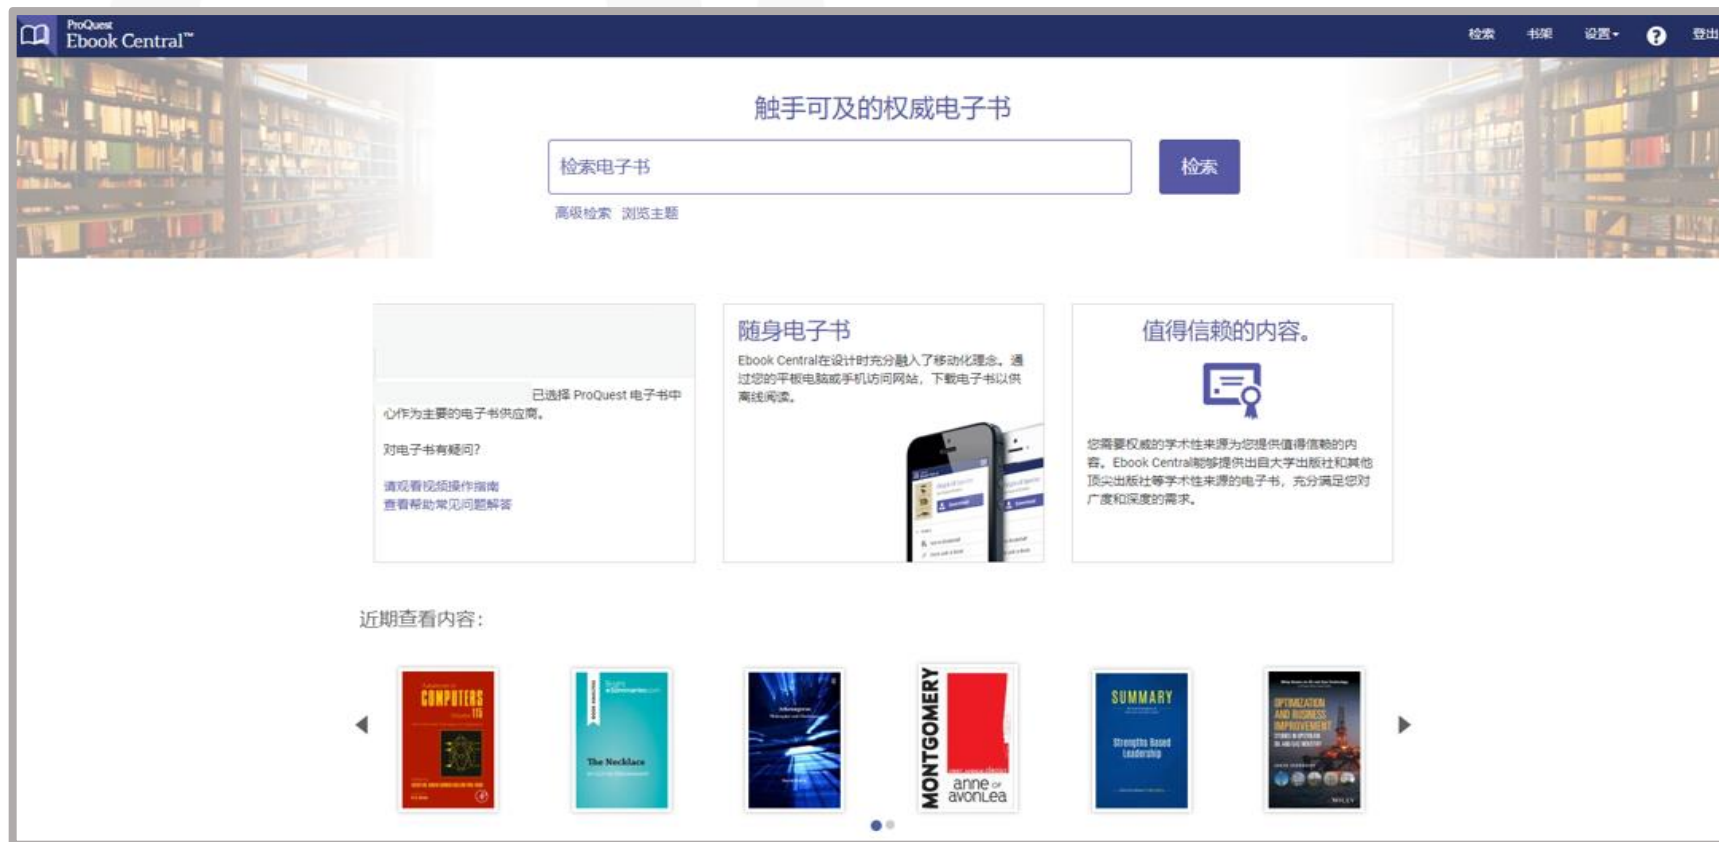 ProQuest
Ebook Central™
检索 书架 设置 ? 登出
触手可及的权威电子书
检索电子书
检索
高级检索 浏览主题
已选择 ProQuest 电子书中
心作为主要的电子书供应商。
对电子书有疑问?
请观看视频操作指南
查看帮助常见问题解答
随身电子书
Ebook Central在设计时充分融入了移动化理念。通
过您的平板电脑或手机访问网站，下载电子书以供
离线阅读。
值得信赖的内容。
您需要权威的学术性来源为您提供值得信赖的内
容。Ebook Central能够提供出自大学出版社和其他
顶尖出版社等学术性来源的电子书，充分满足您对
广度和深度的需求。
近期查看内容：
COMPUTERS
115
BOOK ANALYSIS
The Necklace
MONTGOMERY
anne of
avonLea
SUMMARY
Strengths Based
Leadership
OPTIMIZATION
AND BUSINESS
IMPROVEMENT
STUDIES IN UPSTREAM
OIL AND GAS INDUSTRY
WILEY